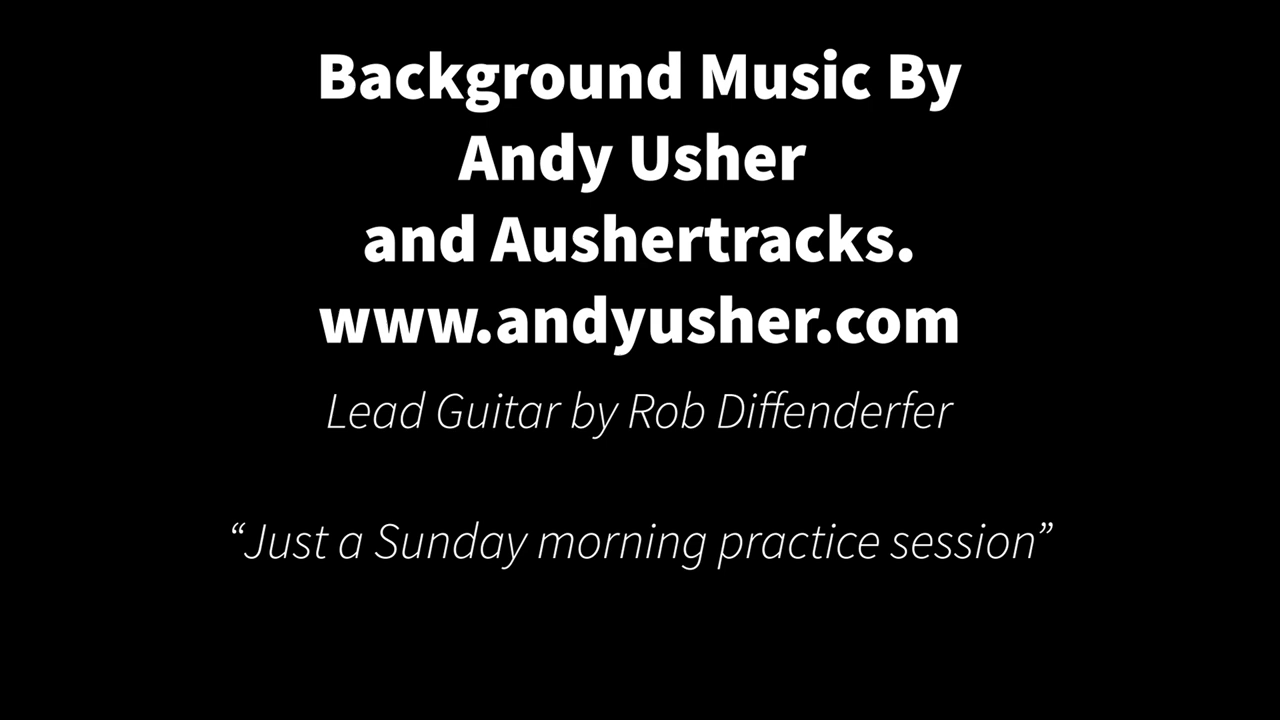 Background Music By
Andy Usher
and Aushertracks.
www.andyusher.com
Lead Guitar by Rob Diffenderfer
“Just a Sunday morning practice session”